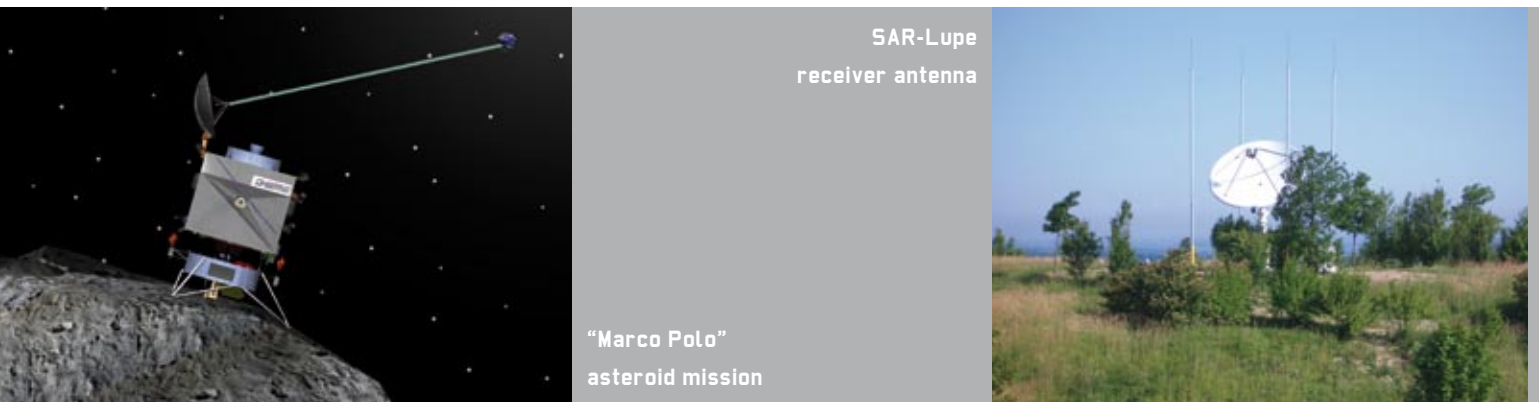 SAR-Lupe
receiver antenna
“Marco Polo”
asteroid mission